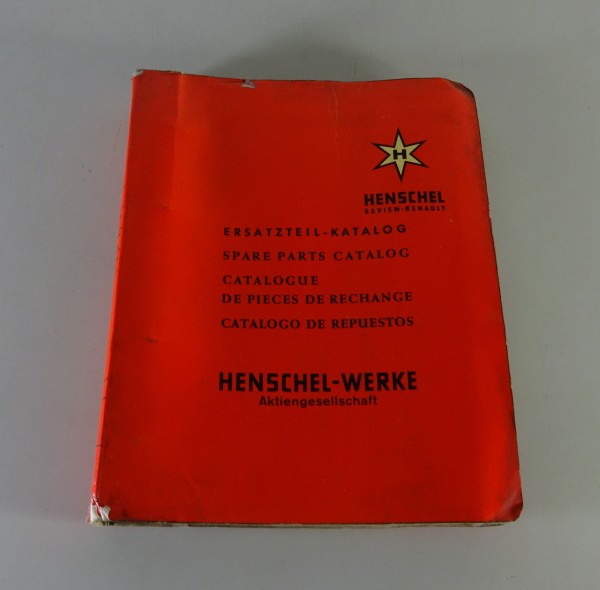 H
HENSCHEL
SAVIEM-RENAULT
ERSATZTEIL-KATALOG
SPARE PARTS CATALOG
CATALOGUE
DE PIECES DE RECHANGE
CATALOGO DE REPUESTOS
HENSCHEL-WERKE
Aktiengesellschaft